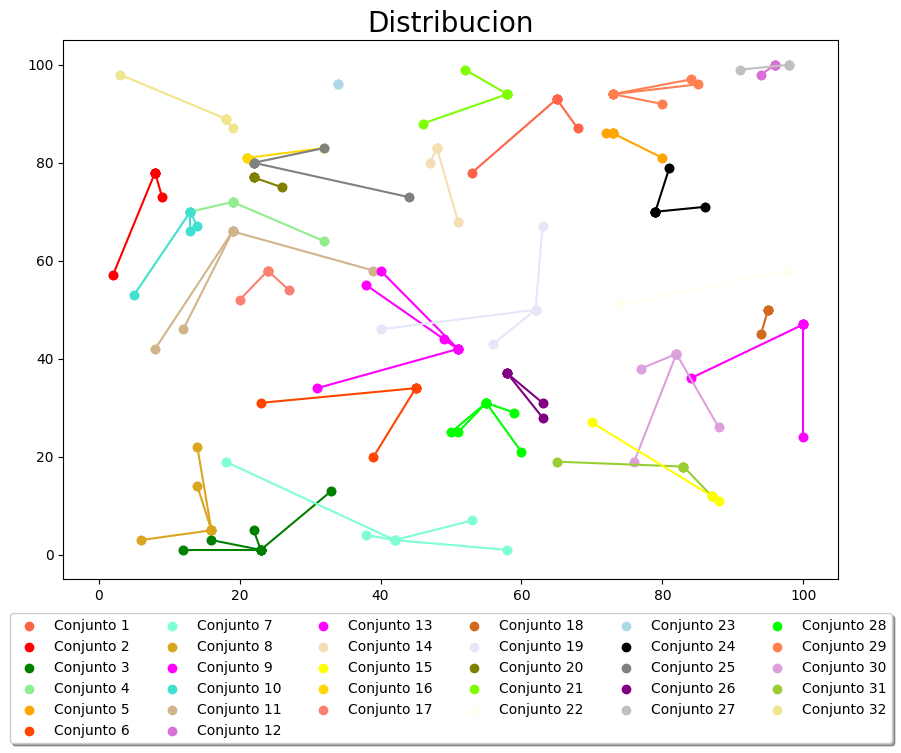 Distribucion
100
80
60
40
20
0
0 20 40 60 80 100
Conjunto 1 Conjunto 7 Conjunto 13 Conjunto 18 Conjunto 23 Conjunto 28
Conjunto 2 Conjunto 8 Conjunto 14 Conjunto 19 Conjunto 24 Conjunto 29
Conjunto 3 Conjunto 9 Conjunto 15 Conjunto 20 Conjunto 25 Conjunto 30
Conjunto 4 Conjunto 10 Conjunto 16 Conjunto 21 Conjunto 26 Conjunto 31
Conjunto 5 Conjunto 11 Conjunto 17 Conjunto 22 Conjunto 27 Conjunto 32
Conjunto 6 Conjunto 12